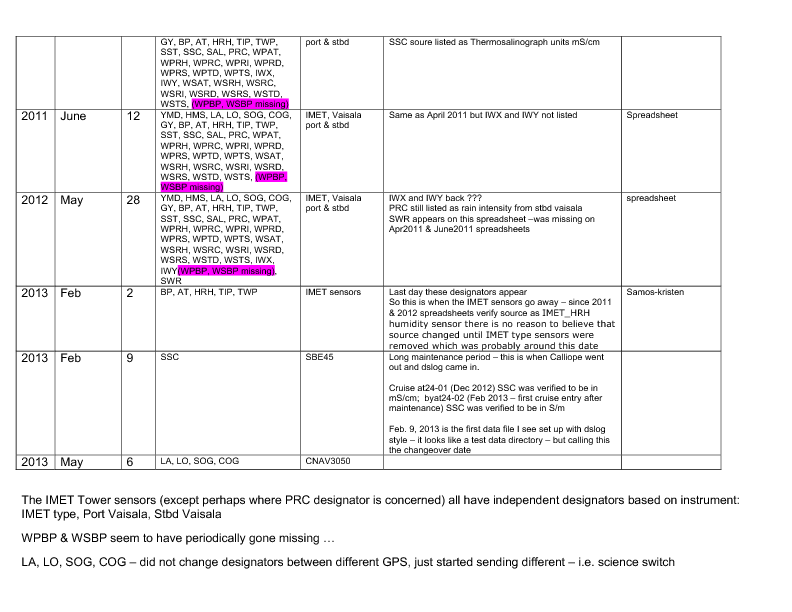 GY, BP, AT, HRH, TIP, TWP,
SST, SSC, SAL, PRC, WPAT,
WPRH, WPRC, WPRI, WPRD,
WPRS, WPTD, WPTS, IWX,
IWY, WSAT, WSRH, WSRC,
WSRI, WSRD, WSRS, WSTD,
WSTS, (WPBP, WSBP missing)
port & stbd
SSC soure listed as Thermosalinograph units mS/cm
2011
June
12
YMD, HMS, LA, LO, SOG, COG,
GY, BP, AT, HRH, TIP, TWP,
SST, SSC, SAL, PRC, WPAT,
WPRH, WPRC, WPRI, WPRD,
WPRS, WPTD, WPTS, WSAT,
WSRH, WSRC, WSRI, WSRD,
WSRS, WSTD, WSTS, (WPBP,
WSBP missing)
IMET, Vaisala
port & stbd
Same as April 2011 but IWX and IWY not listed
Spreadsheet
2012
May
28
YMD, HMS, LA, LO, SOG, COG,
GY, BP, AT, HRH, TIP, TWP,
SST, SSC, SAL, PRC, WPAT,
WPRH, WPRC, WPRI, WPRD,
WPRS, WPTD, WPTS, WSAT,
WSRH, WSRC, WSRI, WSRD,
WSRS, WSTD, WSTS, IWX,
IWY(WPBP, WSBP missing),
SWR
IMET, Vaisala
port & stbd
IWX and IWY back ???
PRC still listed as rain intensity from stbd vaisala
SWR appears on this spreadsheet –was missing on
Apr2011 & June2011 spreadsheets
spreadsheet
2013
Feb
2
BP, AT, HRH, TIP, TWP
IMET sensors
Last day these designators appear
So this is when the IMET sensors go away – since 2011
& 2012 spreadsheets verify source as IMET_HRH
humidity sensor there is no reason to believe that
source changed until IMET type sensors were
removed which was probably around this date
Samos-kristen
2013
Feb
9
SSC
SBE45
Long maintenance period – this is when Calliope went
out and dslog came in.
Cruise at24-01 (Dec 2012) SSC was verified to be in
mS/cm;  byat24-02 (Feb 2013 – first cruise entry after
maintenance) SSC was verified to be in S/m
Feb. 9, 2013 is the first data file I see set up with dslog
style – it looks like a test data directory – but calling this
the changeover date
2013
May
6
LA, LO, SOG, COG
CNAV3050
The IMET Tower sensors (except perhaps where PRC designator is concerned) all have independent designators based on instrument:
IMET type, Port Vaisala, Stbd Vaisala
WPBP & WSBP seem to have periodically gone missing …
LA, LO, SOG, COG – did not change designators between different GPS, just started sending different – i.e. science switch